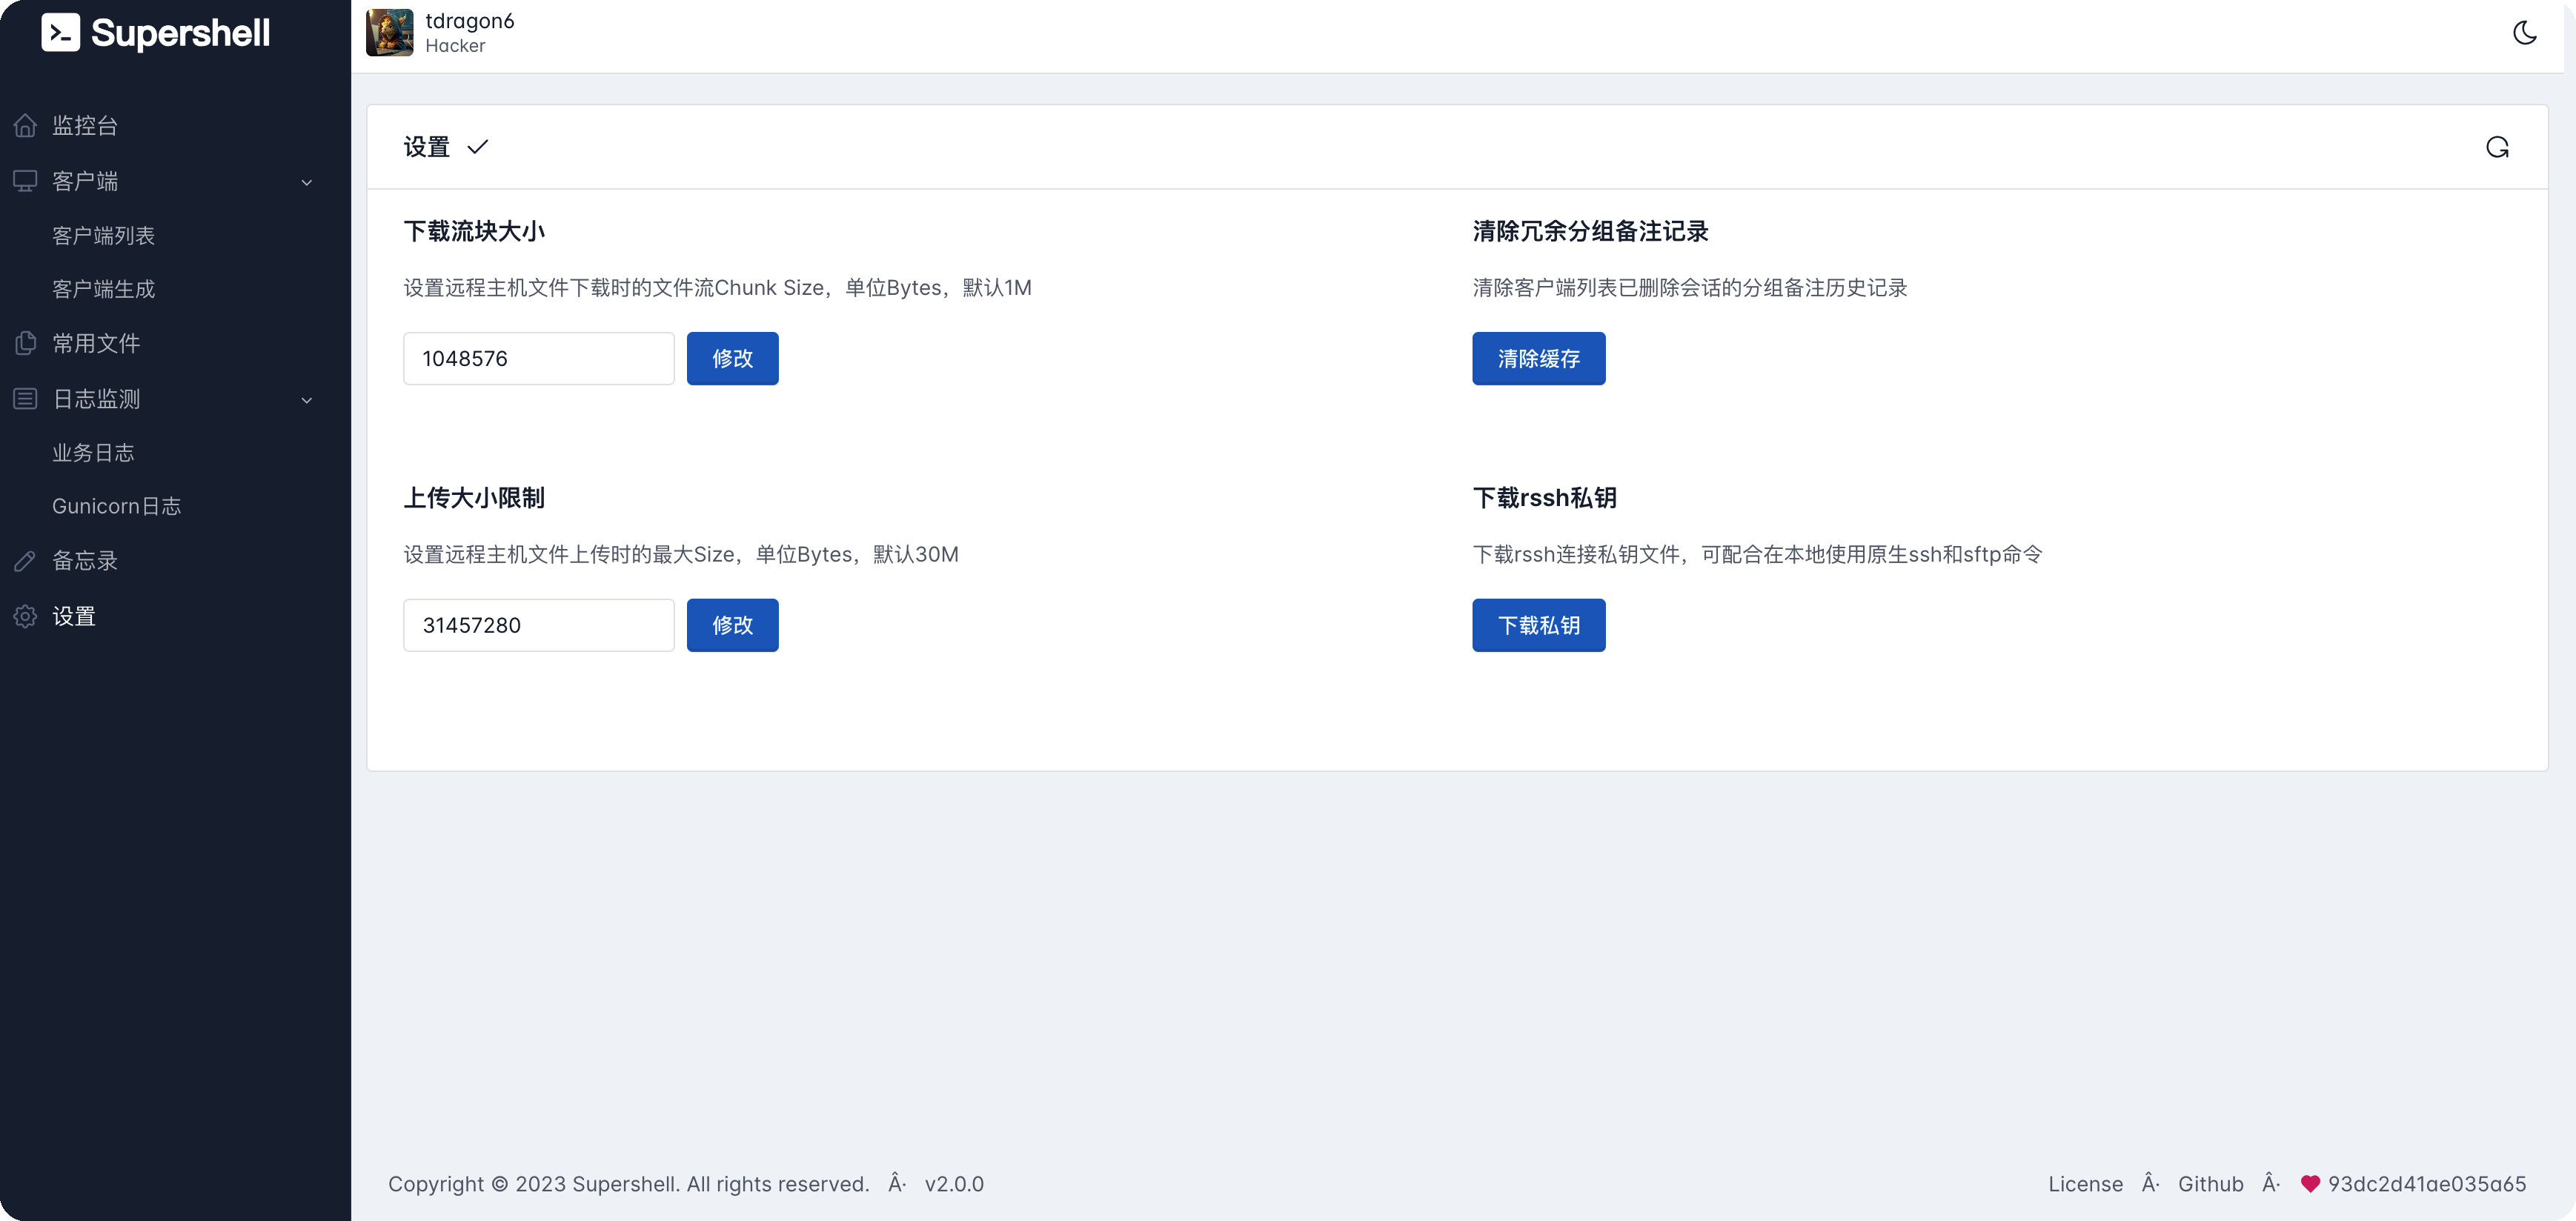 Supershell
tdragon6
Hacker
监控台
客户端
客户端列表
客户端生成
常用文件
日志监测
业务日志
Gunicorn日志
备忘录
设置
设置
下载流块大小
设置远程主机文件下载时的文件流Chunk Size，单位Bytes，默认1M
1048576
修改
清除冗余分组备注记录
清除客户端列表已删除会话的分组备注历史记录
清除缓存
上传大小限制
设置远程主机文件上传时的最大Size，单位Bytes，默认30M
31457280
修改
下载rssh私钥
下载rssh连接私钥文件，可配合在本地使用原生ssh和sftp命令
下载私钥
Copyright © 2023 Supershell. All rights reserved. Â· v2.0.0
License Â· Github Â· 93dc2d41ae035a65